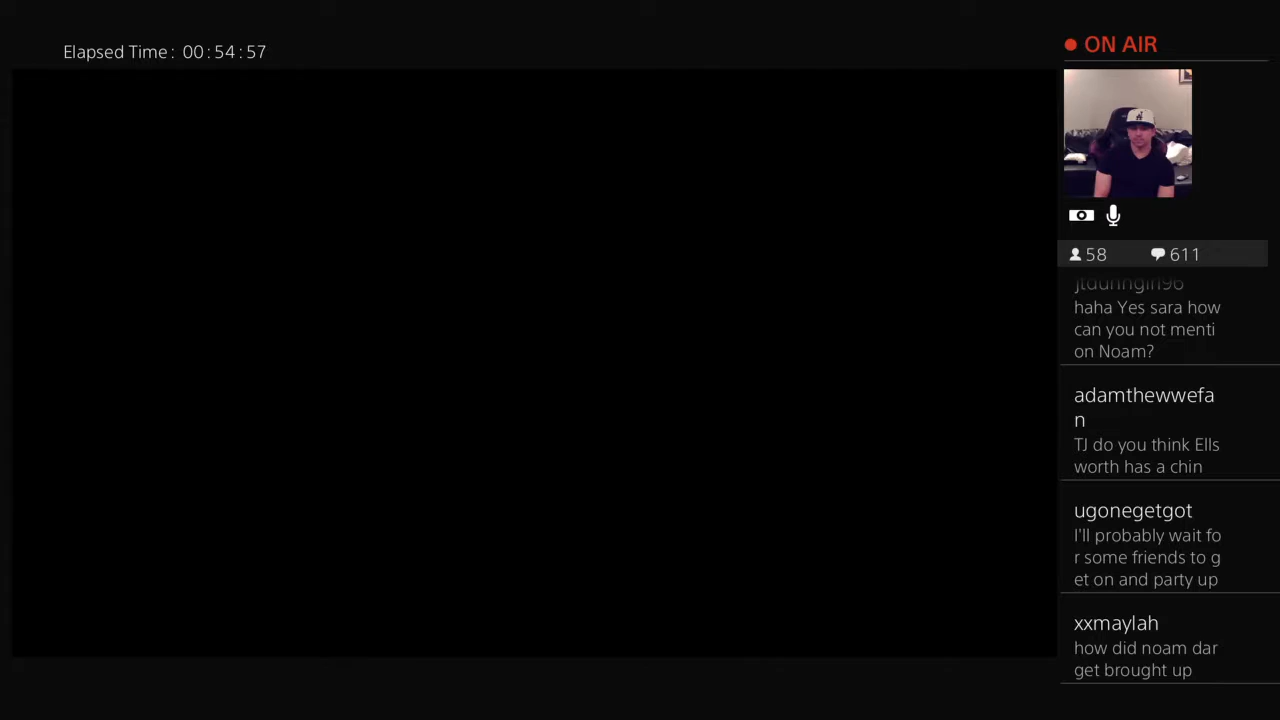 Elapsed Time: 00:54:57
ON AIR
58 611
jtdunngirl96
haha Yes sara how
can you not menti
on Noam?
adamthewwefa
n
TJ do you think Ells
worth has a chin
ugonegetgot
I'll probably wait fo
r some friends to g
et on and party up
xxmaylah
how did noam dar
get brought up